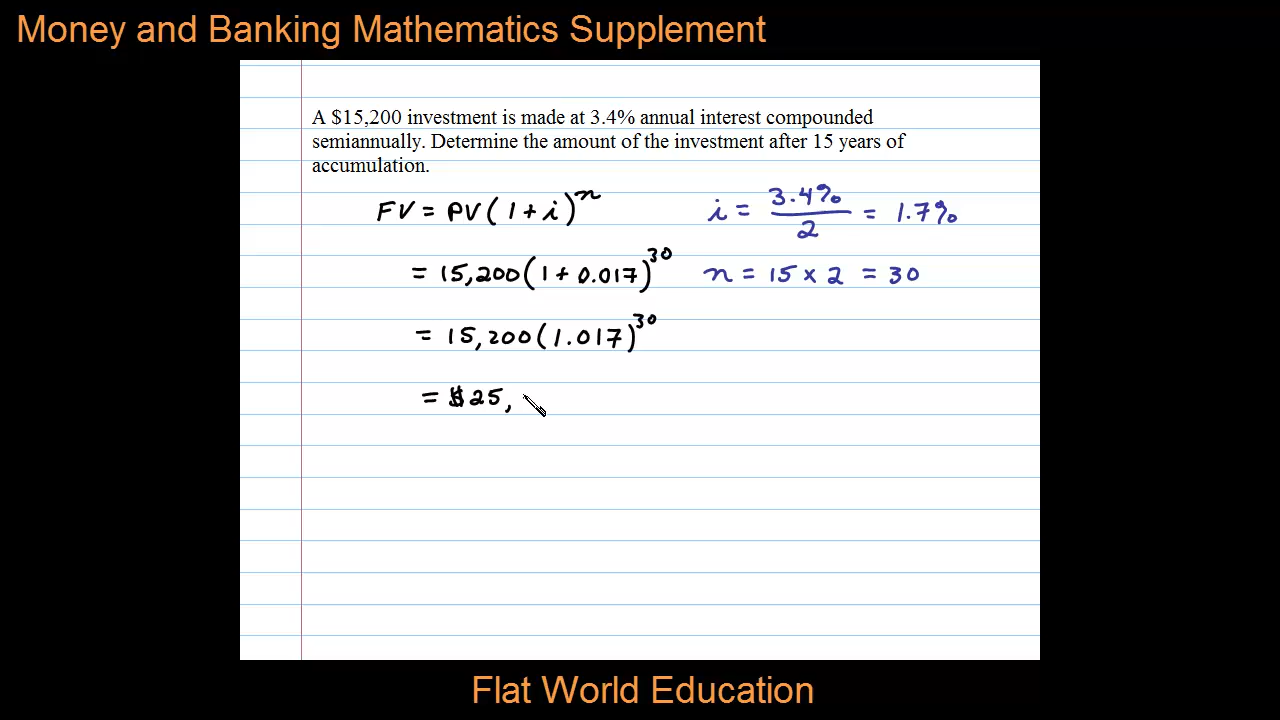 Money and Banking Mathematics Supplement
A $15,200 investment is made at 3.4% annual interest compounded
semiannually. Determine the amount of the investment after 15 years of
accumulation.
FV = PV(1+i)^n
i = 3.4%/2 = 1.7%
= 15,200(1+0.017)^30
n = 15 × 2 = 30
= 15,200(1.017)^30
= $25,
Flat World Education